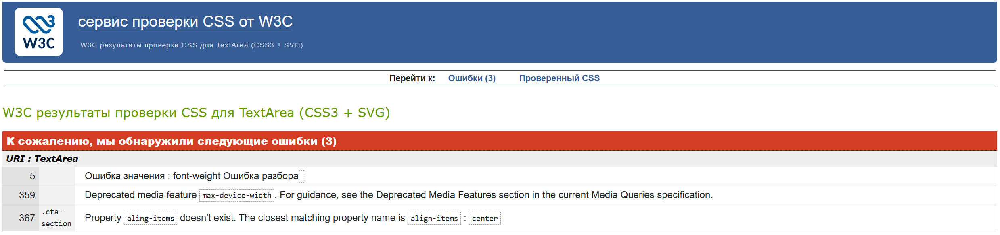 W3C
сервис проверки CSS от W3C
W3C результаты проверки CSS для TextArea (CSS3 + SVG)
Перейти к: Ошибки (3) Проверенный CSS
W3C результаты проверки CSS для TextArea (CSS3 + SVG)
К сожалению, мы обнаружили следующие ошибки (3)
URI : TextArea
5 Ошибка значения : font-weight Ошибка разбора
359 Deprecated media feature max-device-width. For guidance, see the Deprecated Media Features section in the current Media Queries specification.
367 .cta-section Property aling-items doesn't exist. The closest matching property name is align-items : center